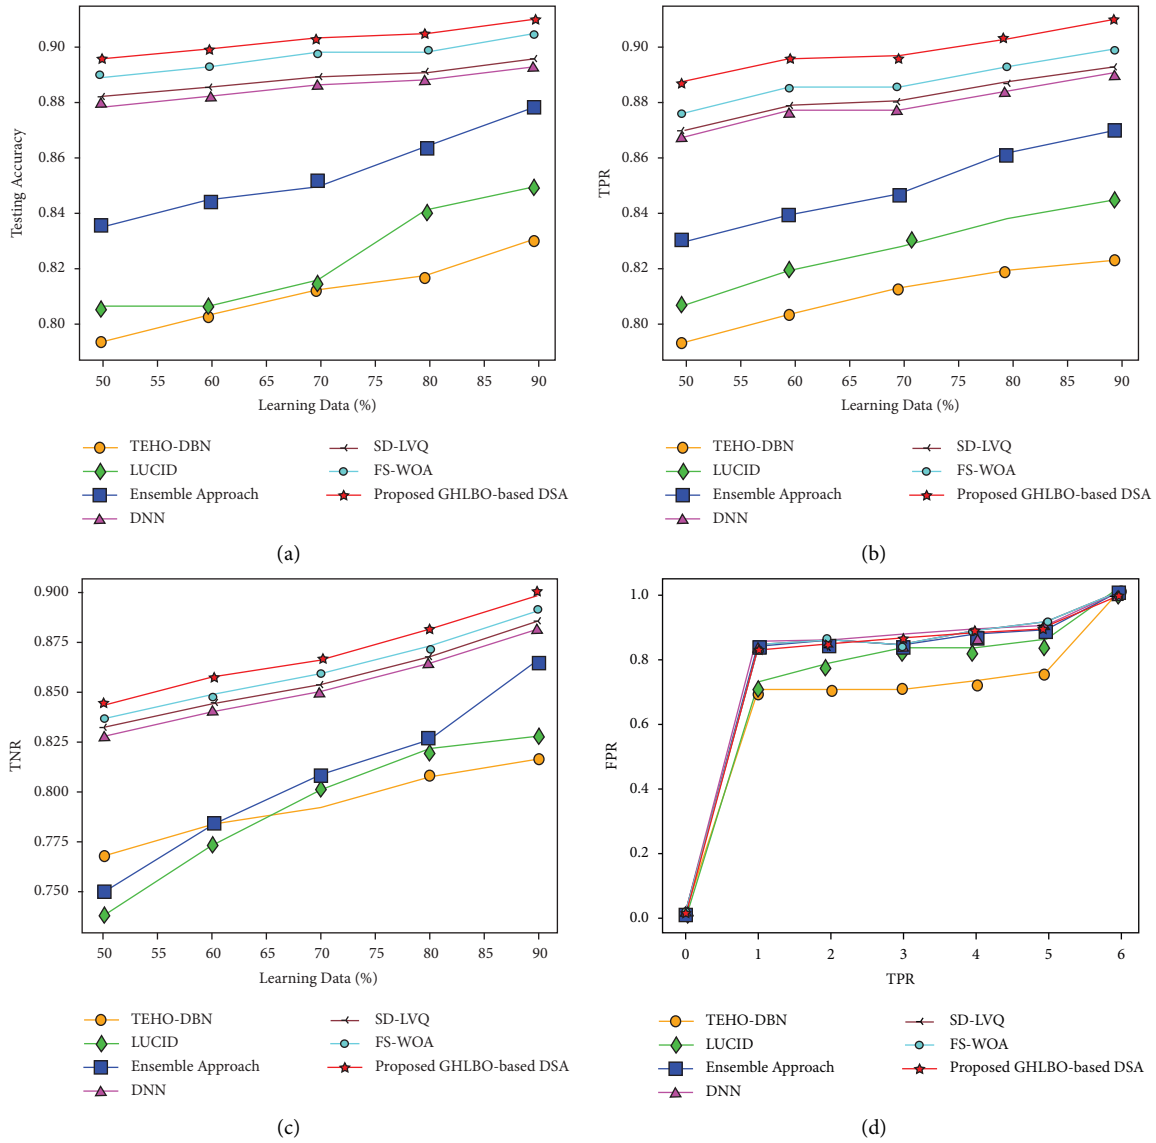 Testing Accuracy
0.90
0.88
0.86
0.84
0.82
0.80
50 55 60 65 70 75 80 85 90
Learning Data (%)
TEHO-DBN
LUCID
Ensemble Approach
DNN
SD-LVQ
FS-WOA
Proposed GHLBO-based DSA
(a)
TPR
0.90
0.88
0.86
0.84
0.82
0.80
50 55 60 65 70 75 80 85 90
Learning Data (%)
TEHO-DBN
LUCID
Ensemble Approach
DNN
SD-LVQ
FS-WOA
Proposed GHLBO-based DSA
(b)
TNR
0.900
0.875
0.850
0.825
0.800
0.775
0.750
50 55 60 65 70 75 80 85 90
Learning Data (%)
TEHO-DBN
LUCID
Ensemble Approach
DNN
SD-LVQ
FS-WOA
Proposed GHLBO-based DSA
(c)
FPR
1.0
0.8
0.6
0.4
0.2
0.0
0 1 2 3 4 5 6
TPR
TEHO-DBN
LUCID
Ensemble Approach
DNN
SD-LVQ
FS-WOA
Proposed GHLBO-based DSA
(d)